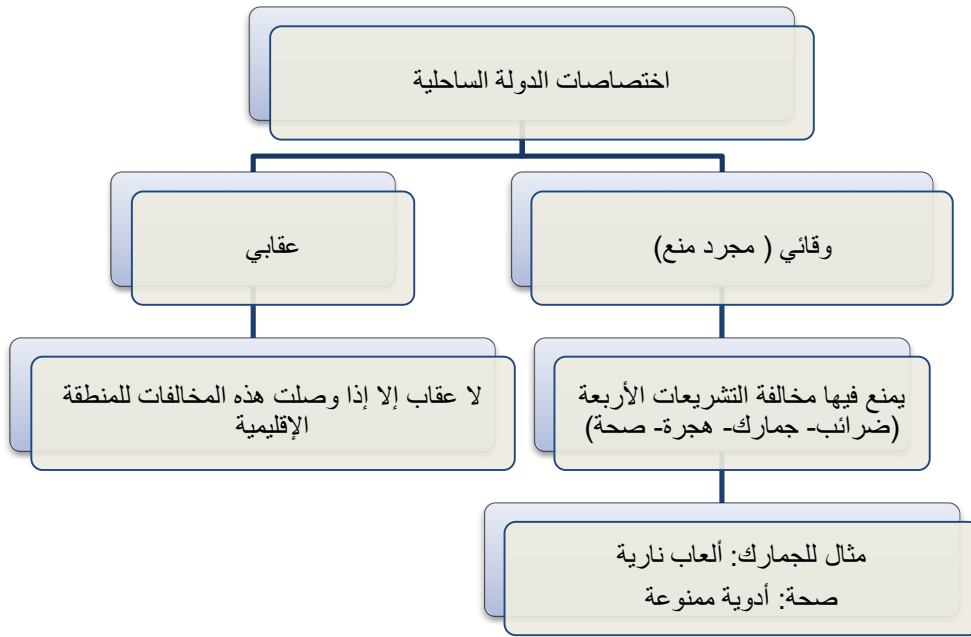 اختصاصات الدولة الساحلية
وقائي ( مجرد منع)
عقابي
يمنع فيها مخالفة التشريعات الأربعة
(ضرائب- جمارك- هجرة- صحة)
لا عقاب إلا إذا وصلت هذه المخالفات للمنطقة
الإقليمية
مثال للجمارك: ألعاب نارية
صحة: أدوية ممنوعة